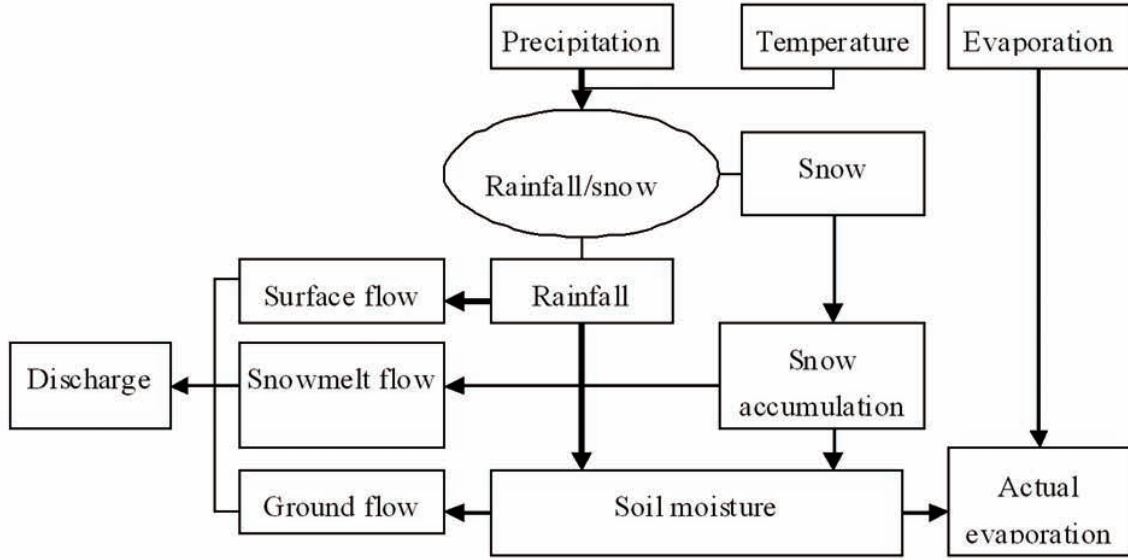 Precipitation
Temperature
Evaporation
Rainfall/snow
Snow
Surface flow
Rainfall
Discharge
Snowmelt flow
Snow
accumulation
Ground flow
Soil moisture
Actual
evaporation